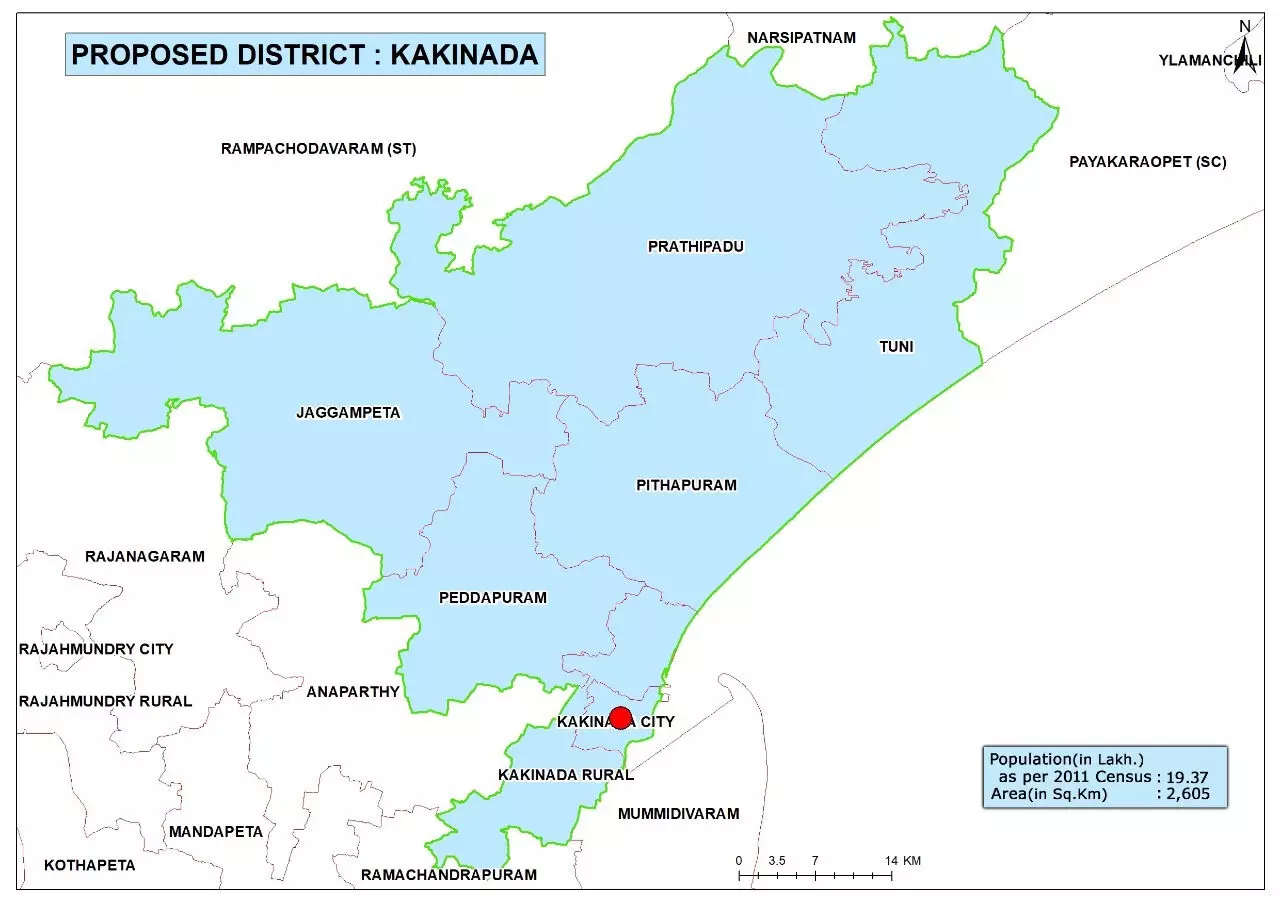 PROPOSED DISTRICT : KAKINADA
NARSIPATNAM
N
YLAMANCHILI
RAMPACHODAVARAM (ST)
PAYAKARAOPET (SC)
PRATHIPADU
TUNI
JAGGAMPETA
PITHAPURAM
RAJANAGARAM
PEDDAPURAM
RAJAHMUNDRY CITY
ANAPARTHY
RAJAHMUNDRY RURAL
KAKINADA CITY
KAKINADA RURAL
Population(in Lakh.)
as per 2011 Census : 19.37
Area(in Sq.Km) : 2,605
MUMMIDIVARAM
MANDAPETA
KOTHAPETA
RAMACHANDRAPURAM
0 3.5 7 14 KM